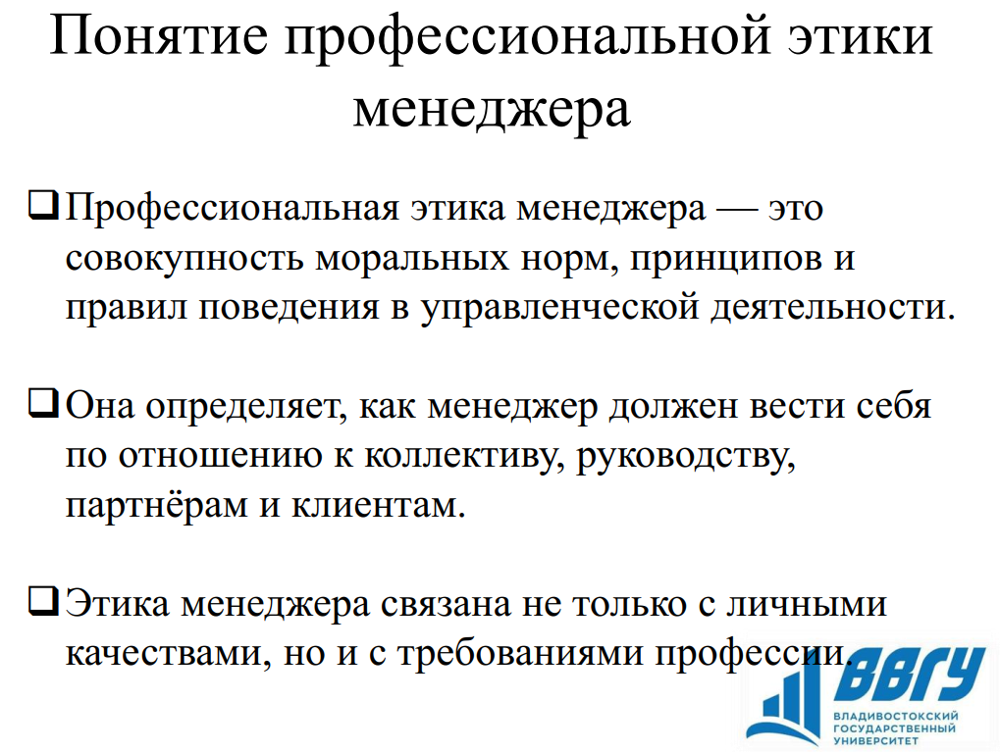 Понятие профессиональной этики
менеджера
Профессиональная этика менеджера — это
совокупность моральных норм, принципов и
правил поведения в управленческой деятельности.
Она определяет, как менеджер должен вести себя
по отношению к коллективу, руководству,
партнёрам и клиентам.
Этика менеджера связана не только с личными
качествами, но и с требованиями профессии.
ВВГУ
ВЛАДИВОСТОКСКИЙ
ГОСУДАРСТВЕННЫЙ
УНИВЕРСИТЕТ